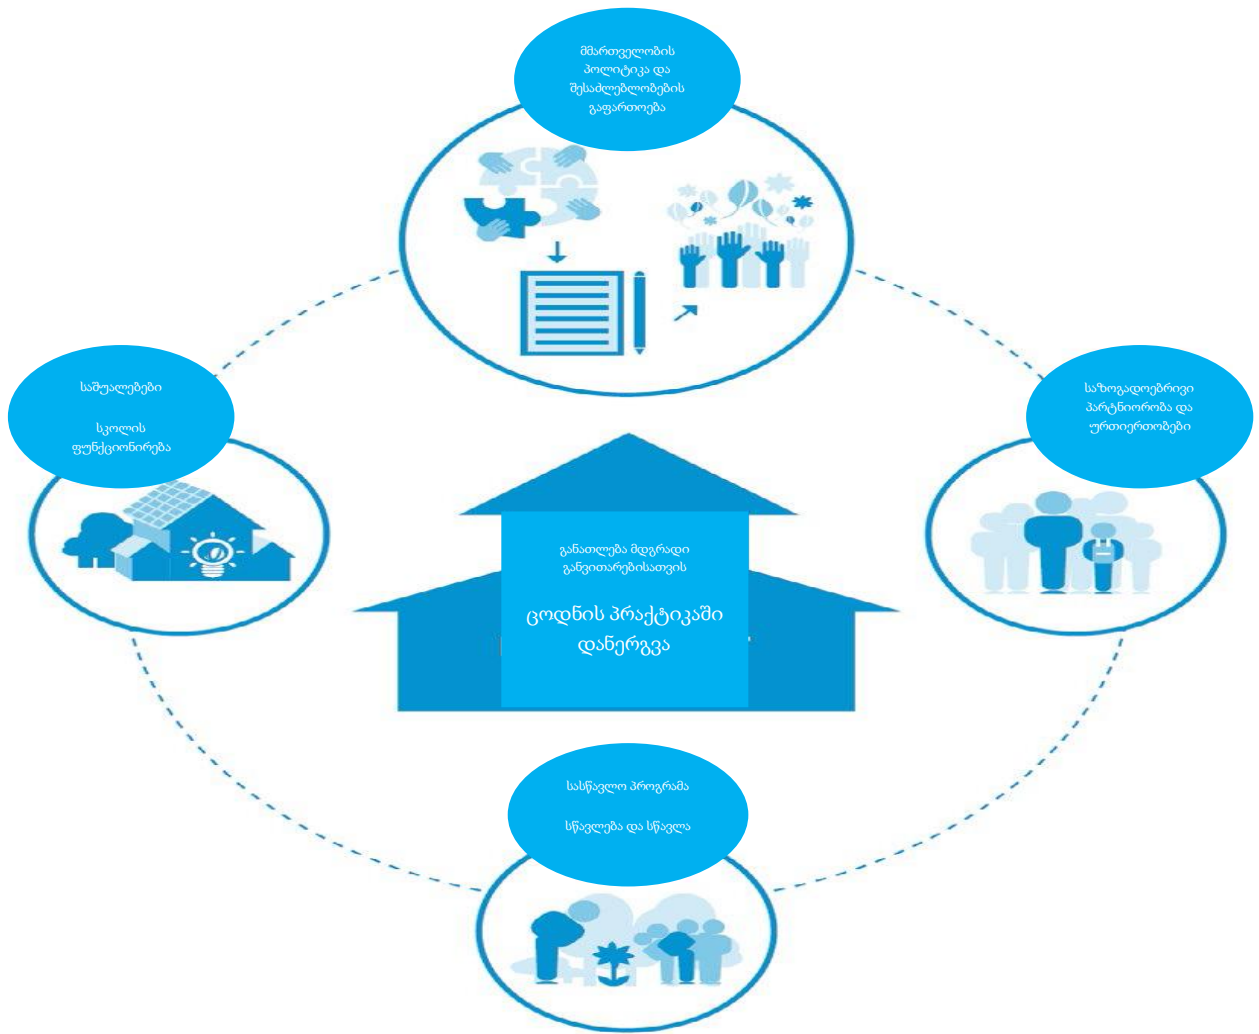 მმართველობის
პოლიტიკა და
შესაძლებლობების
გაფართოება
საშუალებები
სკოლის
ფუნქციონირება
საზოგადოებრივი
პარტნიორობა და
ურთიერთობები
განათლება მდგრადი
განვითარებისათვის
ცოდნის პრაქტიკაში
დანერგვა
სასწავლო პროგრამა
სწავლება და სწავლა